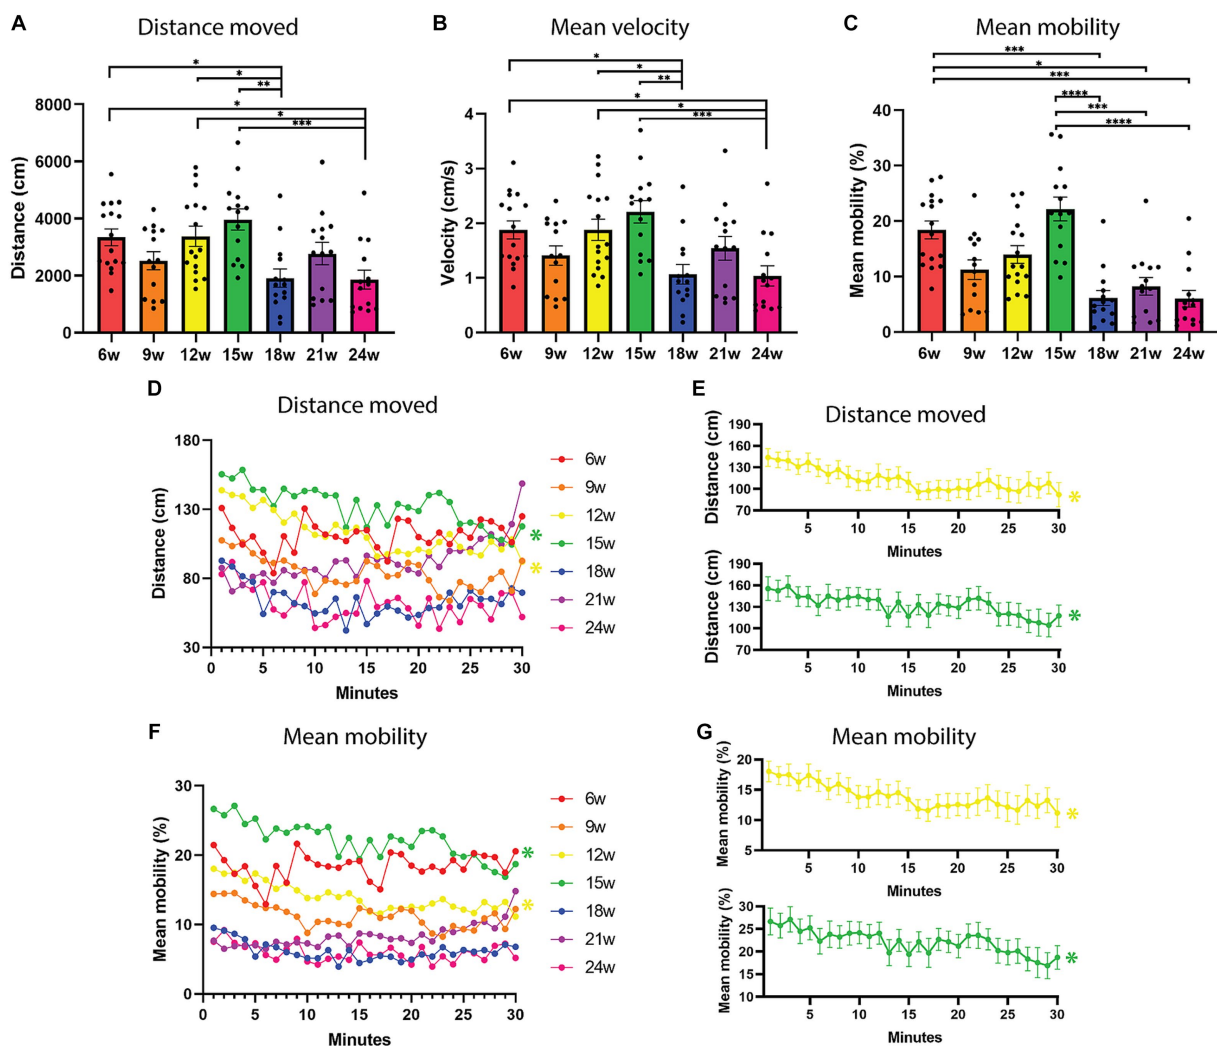 A Distance moved
* 
*
**
*
*
***
Distance (cm)
8000
6000
4000
2000
0
6w 9w 12w 15w 18w 21w 24w
B Mean velocity
*
*
**
*
*
***
Velocity (cm/s)
4
3
2
1
0
6w 9w 12w 15w 18w 21w 24w
C Mean mobility
***
*
***
****
***
****
Mean mobility (%)
40
30
20
10
0
6w 9w 12w 15w 18w 21w 24w
D Distance moved
Distance (cm)
180
130
80
30
0 5 10 15 20 25 30
Minutes
6w
9w
12w
15w
18w
21w
24w
*
*
E Distance moved
Distance (cm)
190
160
130
100
70
5 10 15 20 25 30
Minutes
*
Distance (cm)
190
160
130
100
70
5 10 15 20 25 30
Minutes
*
F Mean mobility
Mean mobility (%)
30
20
10
0
0 5 10 15 20 25 30
Minutes
6w
9w
12w
15w
18w
21w
24w
*
*
G Mean mobility
Mean mobility (%)
20
15
10
5
5 10 15 20 25 30
Minutes
*
Mean mobility (%)
30
25
20
15
10
5 10 15 20 25 30
Minutes
*